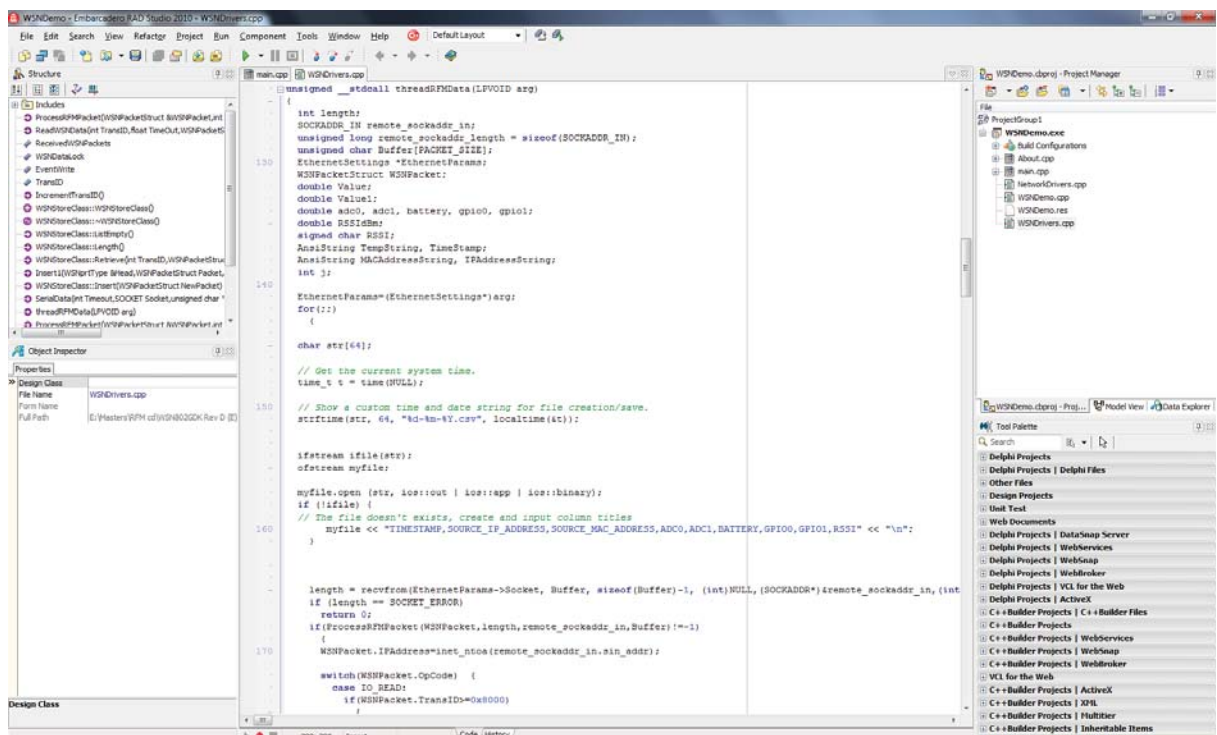 WSNDemo - Embarcadero RAD Studio 2010 - WSNDrivers.cpp
File Edit Search View Refactor Project Run Component Tools Window Help Default Layout
Structure
Includes
ProcessRFMPacket(WSNPacketStruct &WSNPacket,int
ReadWSNData(int TransID,float TimeOut,WSNPacketS
ReceivedWSNPackets
WSNDataLock
EventWrite
TransID
IncrementTransID()
WSNStoreClass::WSNStoreClass()
WSNStoreClass::~WSNStoreClass()
WSNStoreClass::ListEmpty()
WSNStoreClass::Length()
WSNStoreClass::Retrieve(int TransID,WSNPacketStruc
Insert1(WSNprtType &Head,WSNPacketStruct Packet,
WSNStoreClass::Insert(WSNPacketStruct NewPacket)
SerialData(int Timeout,SOCKET Socket,unsigned char *
threadRFMData(LPVOID arg)
ProcessRFMPacket(WSNPacketStruct &WSNPacket,int
Object Inspector
Properties
Design Class
File Name WSNDrivers.cpp
Form Name
Full Path E:\Masters\RFM cd\WSN802GDK Rev D (E)
Design Class
main.cpp WSNDrivers.cpp
unsigned __stdcall threadRFMData(LPVOID arg)
{
int length;
SOCKADDR_IN remote_sockaddr_in;
unsigned long remote_sockaddr_length = sizeof(SOCKADDR_IN);
unsigned char Buffer[PACKET_SIZE];
130 EthernetSettings *EthernetParams;
WSNPacketStruct WSNPacket;
double Value;
double Value1;
double adc0, adc1, battery, gpio0, gpio1;
double RSSIdBm;
signed char RSSI;
AnsiString TempString, TimeStamp;
AnsiString MACAddressString, IPAddressString;
int j;
140
EthernetParams=(EthernetSettings*)arg;
for(;;)
{
char str[64];
// Get the current system time.
time_t t = time(NULL);
150 // Show a custom time and date string for file creation/save.
strftime(str, 64, "%d-%m-%Y.csv", localtime(&t));
ifstream ifile(str);
ofstream myfile;
myfile.open (str, ios::out | ios::app | ios::binary);
if (!ifile) {
// The file doesn't exists, create and input column titles
160 myfile << "TIMESTAMP,SOURCE_IP_ADDRESS,SOURCE_MAC_ADDRESS,ADC0,ADC1,BATTERY,GPIO0,GPIO1,RSSI" << "\n";
}
length = recvfrom(EthernetParams->Socket, Buffer, sizeof(Buffer)-1, (int)NULL,(SOCKADDR*)&remote_sockaddr_in,(int
if (length == SOCKET_ERROR)
return 0;
if(ProcessRFMPacket(WSNPacket,length,remote_sockaddr_in,Buffer)!=-1)
{
170 WSNPacket.IPAddress=inet_ntoa(remote_sockaddr_in.sin_addr);
switch(WSNPacket.OpCode) {
case IO_READ:
if(WSNPacket.TransID>=0x8000)
Code History
WSNDemo.cbproj - Project Manager
File
ProjectGroup1
WSNDemo.exe
Build Configurations
About.cpp
main.cpp
NetworkDrivers.cpp
WSNDemo.cpp
WSNDemo.res
WSNDrivers.cpp
WSNDemo.cbproj - Proj... Model View Data Explorer
Tool Palette
Search
Delphi Projects
Delphi Projects | Delphi Files
Other Files
Design Projects
Unit Test
Web Documents
Delphi Projects | DataSnap Server
Delphi Projects | WebServices
Delphi Projects | WebSnap
Delphi Projects | WebBroker
Delphi Projects | VCL for the Web
Delphi Projects | ActiveX
C++Builder Projects | C++Builder Files
C++Builder Projects
C++Builder Projects | WebServices
C++Builder Projects | WebSnap
C++Builder Projects | WebBroker
VCL for the Web
C++Builder Projects | ActiveX
C++Builder Projects | XML
C++Builder Projects | Multitier
C++Builder Projects | Inheritable Items